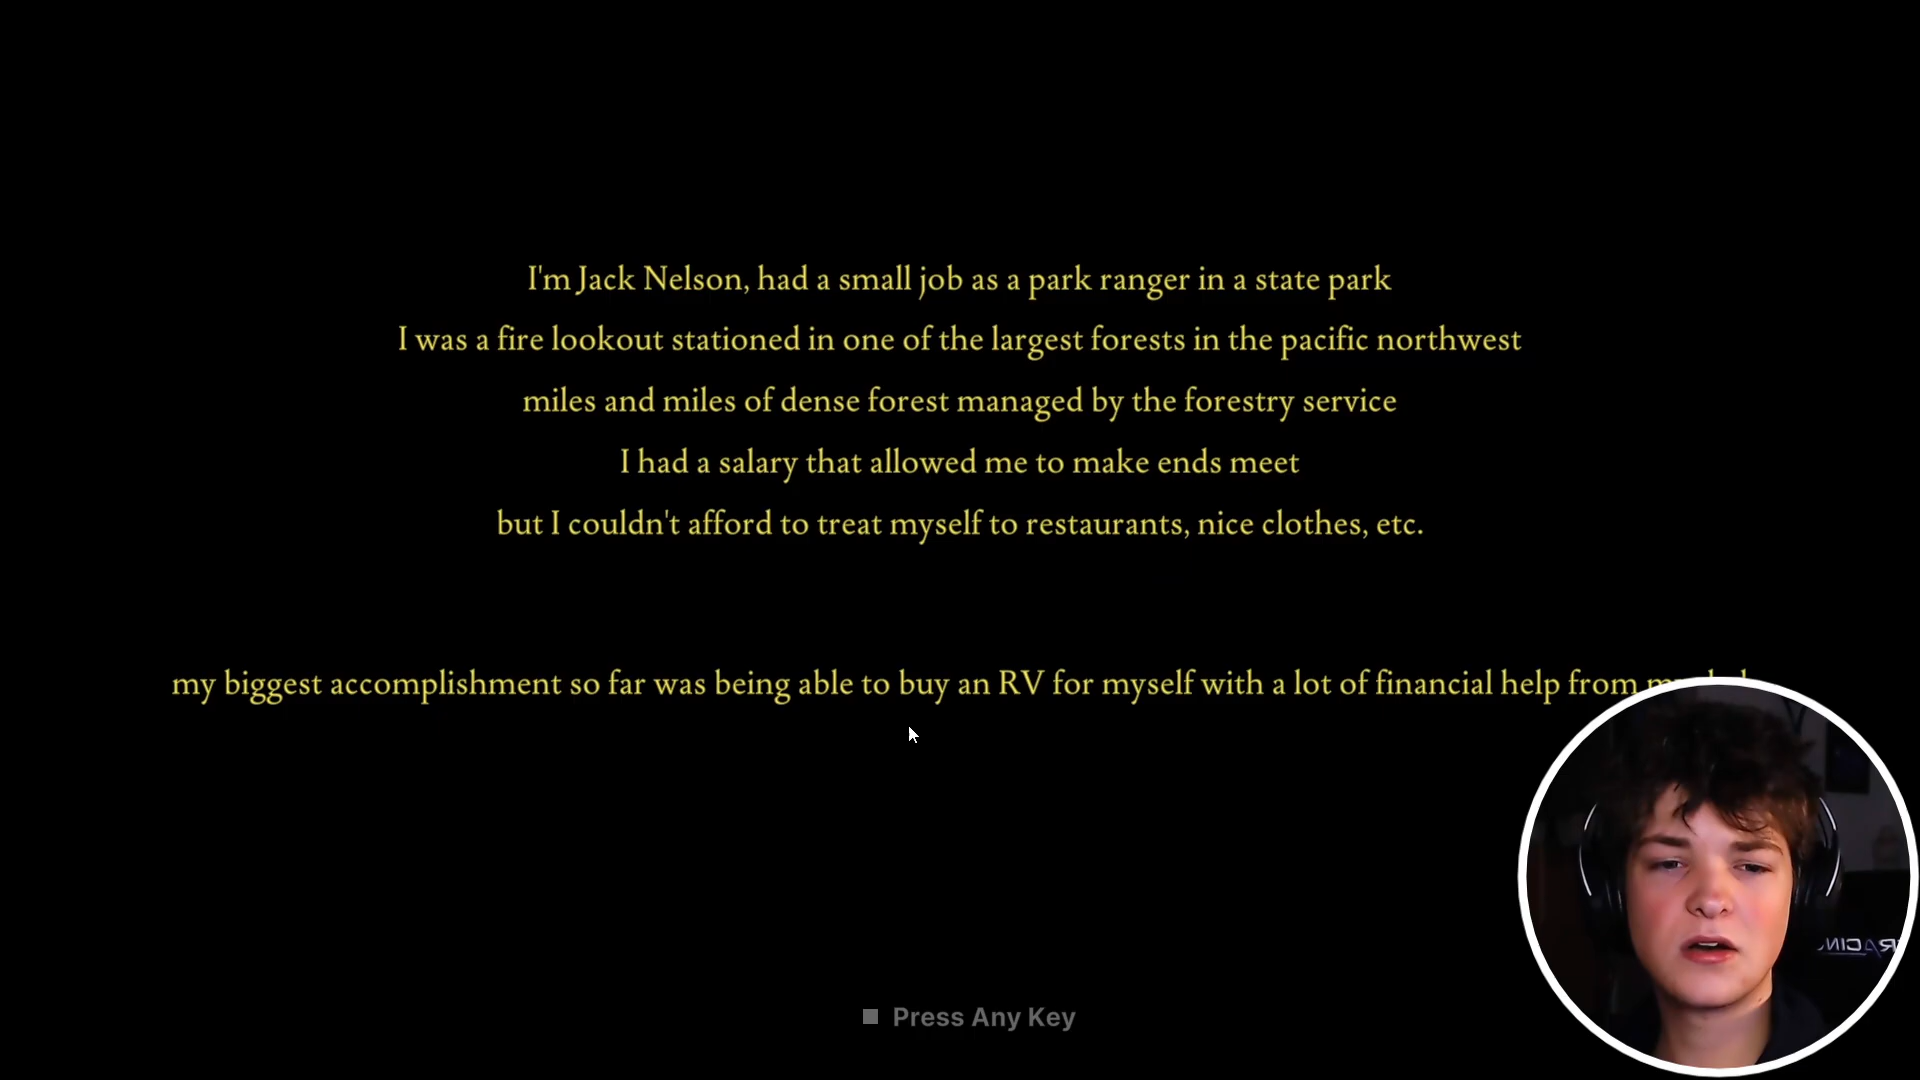 I'm Jack Nelson, had a small job as a park ranger in a state park
I was a fire lookout stationed in one of the largest forests in the pacific northwest
miles and miles of dense forest managed by the forestry service
I had a salary that allowed me to make ends meet
but I couldn't afford to treat myself to restaurants, nice clothes, etc.
my biggest accomplishment so far was being able to buy an RV for myself with a lot of financial help from
Press Any Key